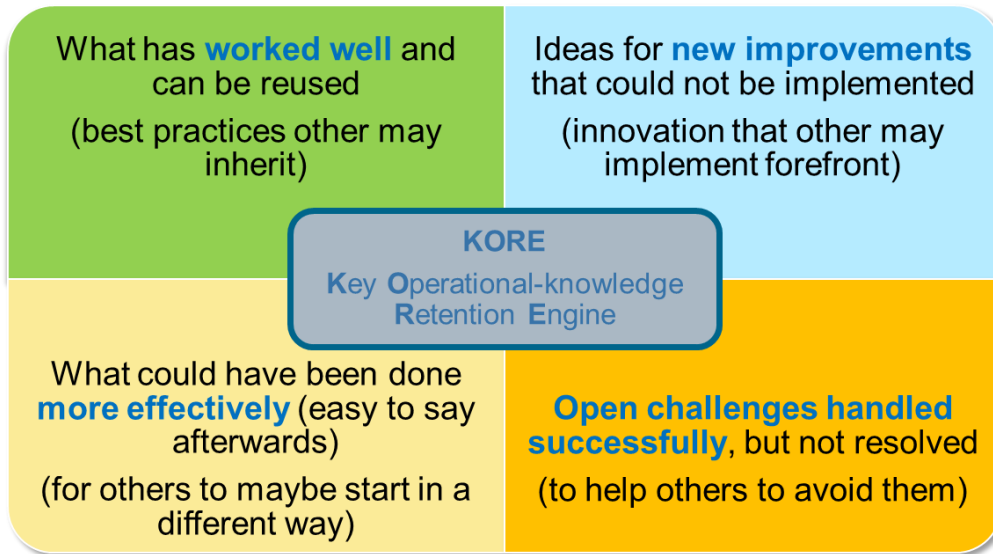 What has worked well and
can be reused
(best practices other may
inherit)
Ideas for new improvements
that could not be implemented
(innovation that other may
implement forefront)
KORE
Key Operational-knowledge
Retention Engine
What could have been done
more effectively (easy to say
afterwards)
(for others to maybe start in a
different way)
Open challenges handled
successfully, but not resolved
(to help others to avoid them)